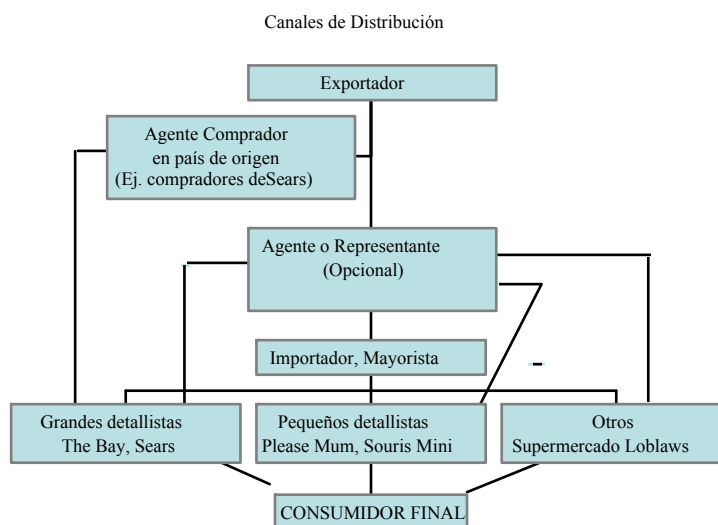 Canales de Distribución
Exportador
Agente Comprador
en país de origen
(Ej. compradores deSears)
Agente o Representante
(Opcional)
Importador, Mayorista
Grandes detallistas
The Bay, Sears
Pequeños detallistas
Please Mum, Souris Mini
Otros
Supermercado Loblaws
CONSUMIDOR FINAL